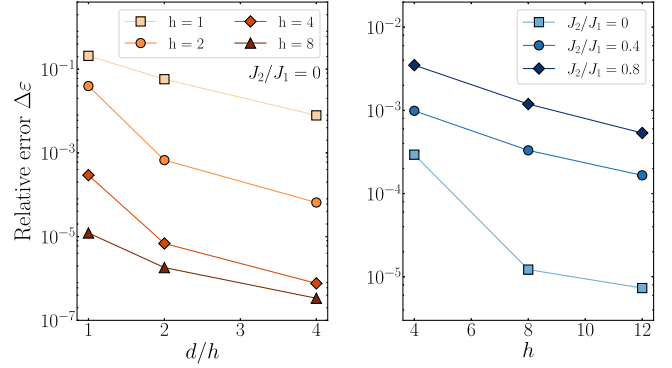 h = 1
h = 2
h = 4
h = 8
J₂/J₁ = 0
Relative error Δε
10⁻¹
10⁻³
10⁻⁵
10⁻⁷
1
2
3
4
d/h
J₂/J₁ = 0
J₂/J₁ = 0.4
J₂/J₁ = 0.8
10⁻²
10⁻³
10⁻⁴
10⁻⁵
4
6
8
10
12
h